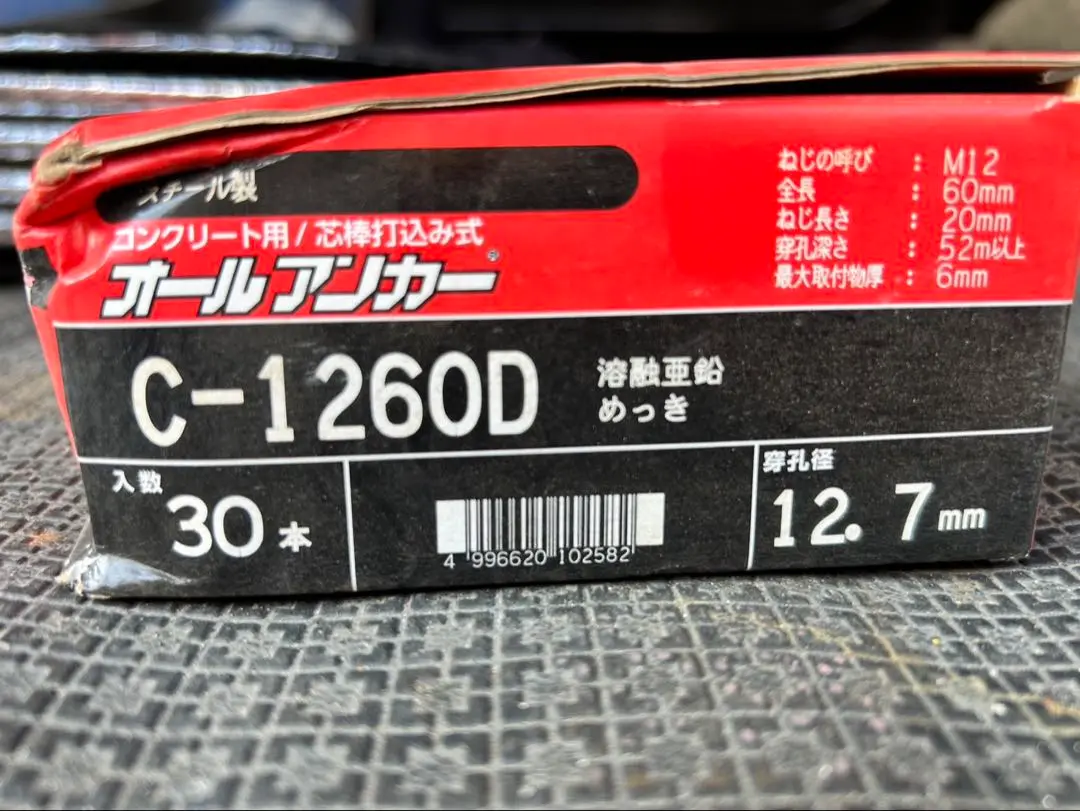 スチール製
コンクリート用/芯棒打込み式
オールアンカー®
ねじの呼び : M12
全長 : 60mm
ねじ長さ : 20mm
穿孔深さ : 52m以上
最大取付物厚 : 6mm
C-1260D
溶融亜鉛
めっき
入数
30本
4 996620 102582
穿孔径
12.7mm